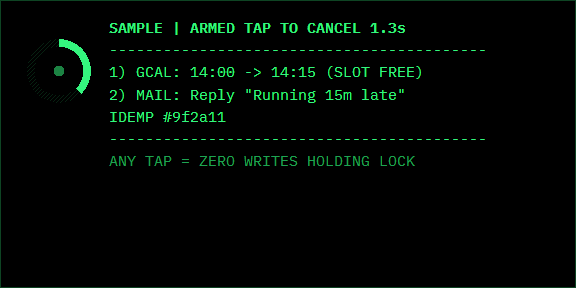 SAMPLE | ARMED TAP TO CANCEL 1.3s
------------------------------------------
1) GCAL: 14:00 -> 14:15 (SLOT FREE)
2) MAIL: Reply "Running 15m late"
IDEMP #9f2a11
------------------------------------------
ANY TAP = ZERO WRITES HOLDING LOCK